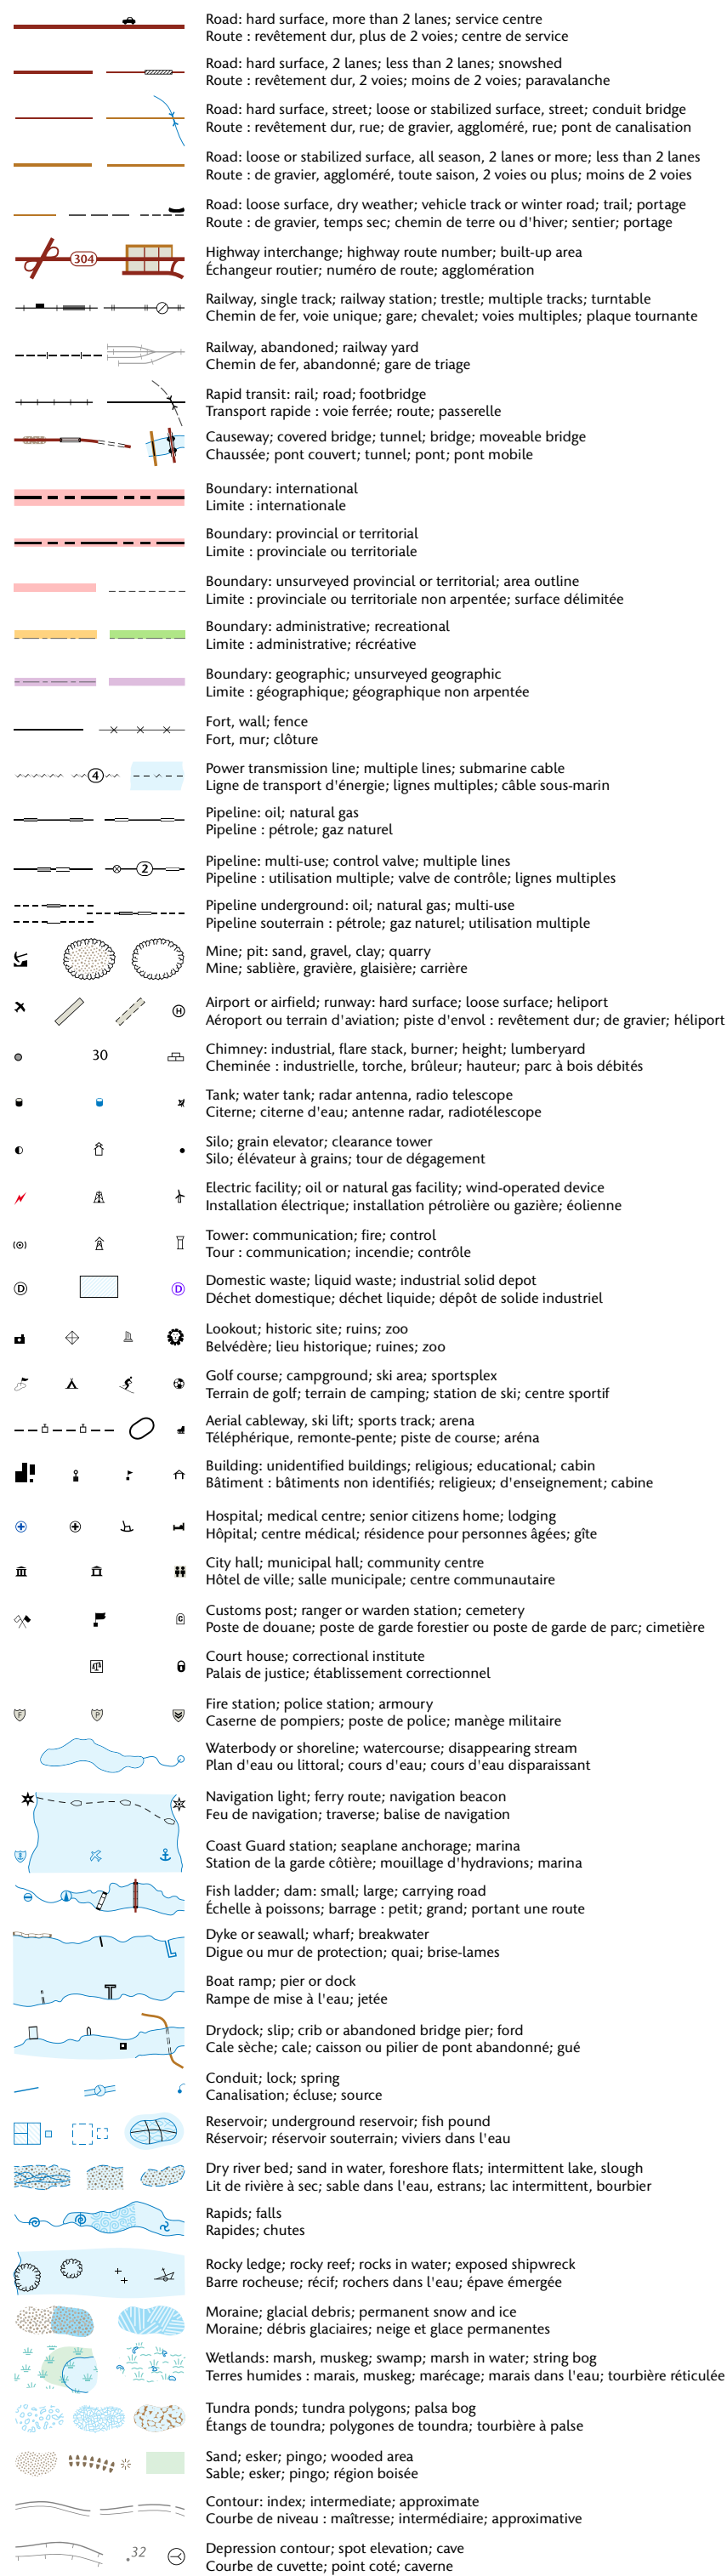 Road: hard surface, more than 2 lanes; service centre
Route : revêtement dur, plus de 2 voies; centre de service
Road: hard surface, 2 lanes; less than 2 lanes; snowshed
Route : revêtement dur, 2 voies; moins de 2 voies; paravalanche
Road: hard surface, street; loose or stabilized surface, street; conduit bridge
Route : revêtement dur, rue; de gravier, aggloméré, rue; pont de canalisation
Road: loose or stabilized surface, all season, 2 lanes or more; less than 2 lanes
Route : de gravier, aggloméré, toute saison, 2 voies ou plus; moins de 2 voies
Road: loose surface, dry weather; vehicle track or winter road; trail; portage
Route : de gravier, temps sec; chemin de terre ou d'hiver; sentier; portage
304
Highway interchange; highway route number; built-up area
Échangeur routier; numéro de route; agglomération
Railway, single track; railway station; trestle; multiple tracks; turntable
Chemin de fer, voie unique; gare; chevalet; voies multiples; plaque tournante
Railway, abandoned; railway yard
Chemin de fer, abandonné; gare de triage
Rapid transit: rail; road; footbridge
Transport rapide : voie ferrée; route; passerelle
Causeway; covered bridge; tunnel; bridge; moveable bridge
Chaussée; pont couvert; tunnel; pont; pont mobile
Boundary: international
Limite : internationale
Boundary: provincial or territorial
Limite : provinciale ou territoriale
Boundary: unsurveyed provincial or territorial; area outline
Limite : provinciale ou territoriale non arpentée; surface délimitée
Boundary: administrative; recreational
Limite : administrative; récréative
Boundary: geographic; unsurveyed geographic
Limite : géographique; géographique non arpentée
Fort, wall; fence
Fort, mur; clôture
4
Power transmission line; multiple lines; submarine cable
Ligne de transport d'énergie; lignes multiples; câble sous-marin
Pipeline: oil; natural gas
Pipeline : pétrole; gaz naturel
2
Pipeline: multi-use; control valve; multiple lines
Pipeline : utilisation multiple; valve de contrôle; lignes multiples
Pipeline underground: oil; natural gas; multi-use
Pipeline souterrain : pétrole; gaz naturel; utilisation multiple
Mine; pit: sand, gravel, clay; quarry
Mine; sablière, gravière, glaisière; carrière
H
Airport or airfield; runway: hard surface; loose surface; heliport
Aéroport ou terrain d'aviation; piste d'envol : revêtement dur; de gravier; héliport
30
Chimney: industrial, flare stack, burner; height; lumberyard
Cheminée : industrielle, torche, brûleur; hauteur; parc à bois débités
Tank; water tank; radar antenna, radio telescope
Citerne; citerne d'eau; antenne radar, radiotélescope
Silo; grain elevator; clearance tower
Silo; élévateur à grains; tour de dégagement
Electric facility; oil or natural gas facility; wind-operated device
Installation électrique; installation pétrolière ou gazière; éolienne
Tower: communication; fire; control
Tour : communication; incendie; contrôle
D D
Domestic waste; liquid waste; industrial solid depot
Déchet domestique; déchet liquide; dépôt de solide industriel
Lookout; historic site; ruins; zoo
Belvédère; lieu historique; ruines; zoo
Golf course; campground; ski area; sportsplex
Terrain de golf; terrain de camping; station de ski; centre sportif
Aerial cableway, ski lift; sports track; arena
Téléphérique, remonte-pente; piste de course; aréna
Building: unidentified buildings; religious; educational; cabin
Bâtiment : bâtiments non identifiés; religieux; d'enseignement; cabine
Hospital; medical centre; senior citizens home; lodging
Hôpital; centre médical; résidence pour personnes âgées; gîte
City hall; municipal hall; community centre
Hôtel de ville; salle municipale; centre communautaire
C
Customs post; ranger or warden station; cemetery
Poste de douane; poste de garde forestier ou poste de garde de parc; cimetière
Court house; correctional institute
Palais de justice; établissement correctionnel
F P
Fire station; police station; armoury
Caserne de pompiers; poste de police; manège militaire
Waterbody or shoreline; watercourse; disappearing stream
Plan d'eau ou littoral; cours d'eau; cours d'eau disparaissant
Navigation light; ferry route; navigation beacon
Feu de navigation; traverse; balise de navigation
Coast Guard station; seaplane anchorage; marina
Station de la garde côtière; mouillage d'hydravions; marina
Fish ladder; dam: small; large; carrying road
Échelle à poissons; barrage : petit; grand; portant une route
Dyke or seawall; wharf; breakwater
Digue ou mur de protection; quai; brise-lames
Boat ramp; pier or dock
Rampe de mise à l'eau; jetée
Drydock; slip; crib or abandoned bridge pier; ford
Cale sèche; cale; caisson ou pilier de pont abandonné; gué
Conduit; lock; spring
Canalisation; écluse; source
Reservoir; underground reservoir; fish pound
Réservoir; réservoir souterrain; viviers dans l'eau
Dry river bed; sand in water, foreshore flats; intermittent lake, slough
Lit de rivière à sec; sable dans l'eau, estrans; lac intermittent, bourbier
Rapids; falls
Rapides; chutes
Rocky ledge; rocky reef; rocks in water; exposed shipwreck
Barre rocheuse; récif; rochers dans l'eau; épave émergée
Moraine; glacial debris; permanent snow and ice
Moraine; débris glaciaires; neige et glace permanentes
Wetlands: marsh, muskeg; swamp; marsh in water; string bog
Terres humides : marais, muskeg; marécage; marais dans l'eau; tourbière réticulée
Tundra ponds; tundra polygons; palsa bog
Étangs de toundra; polygones de toundra; tourbière à palse
Sand; esker; pingo; wooded area
Sable; esker; pingo; région boisée
Contour: index; intermediate; approximate
Courbe de niveau : maîtresse; intermédiaire; approximative
.32
Depression contour; spot elevation; cave
Courbe de cuvette; point coté; caverne